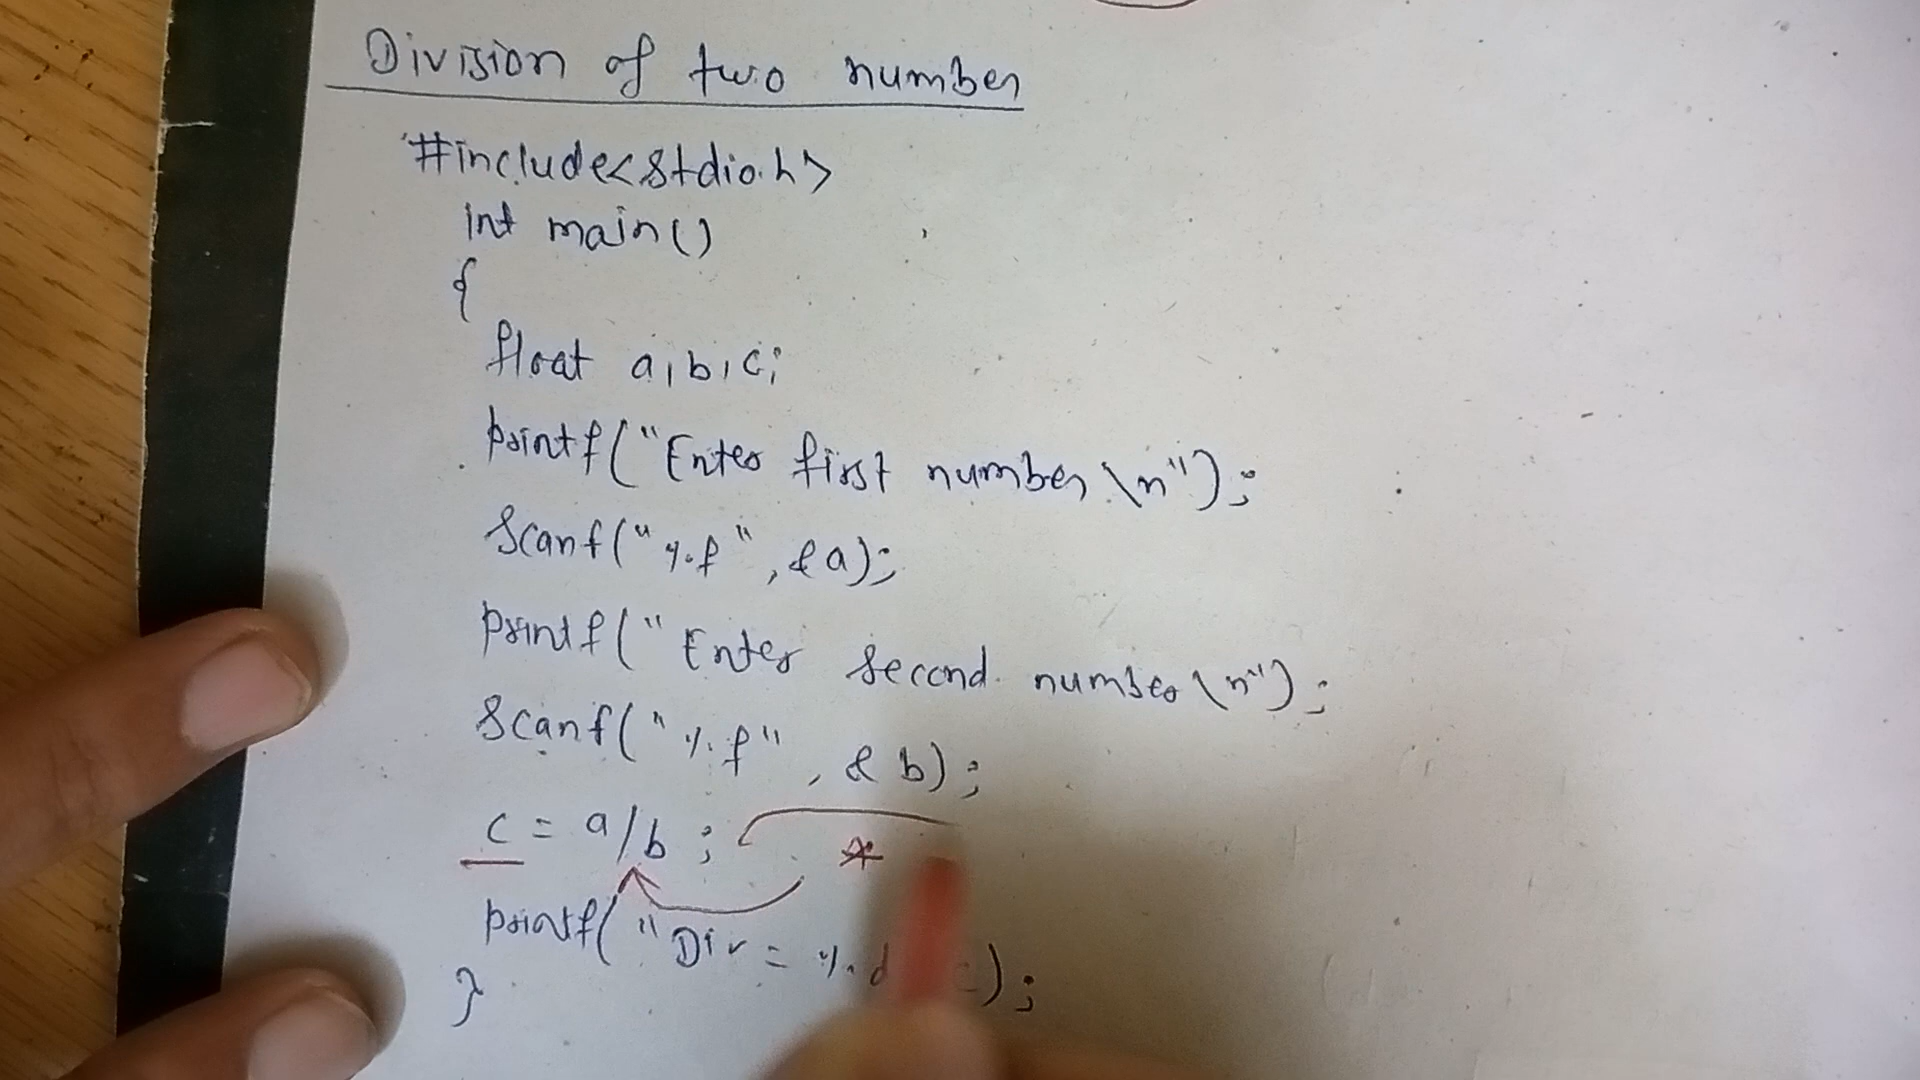 Division of two number
#include<stdio.h>
int main()
{
float a,b,c;
printf("Enter first number \n");
Scanf("%f", &a);
printf("Enter second number \n");
Scanf("%f", &b);
c = a/b ;
*
printf("Div = %d c);
}